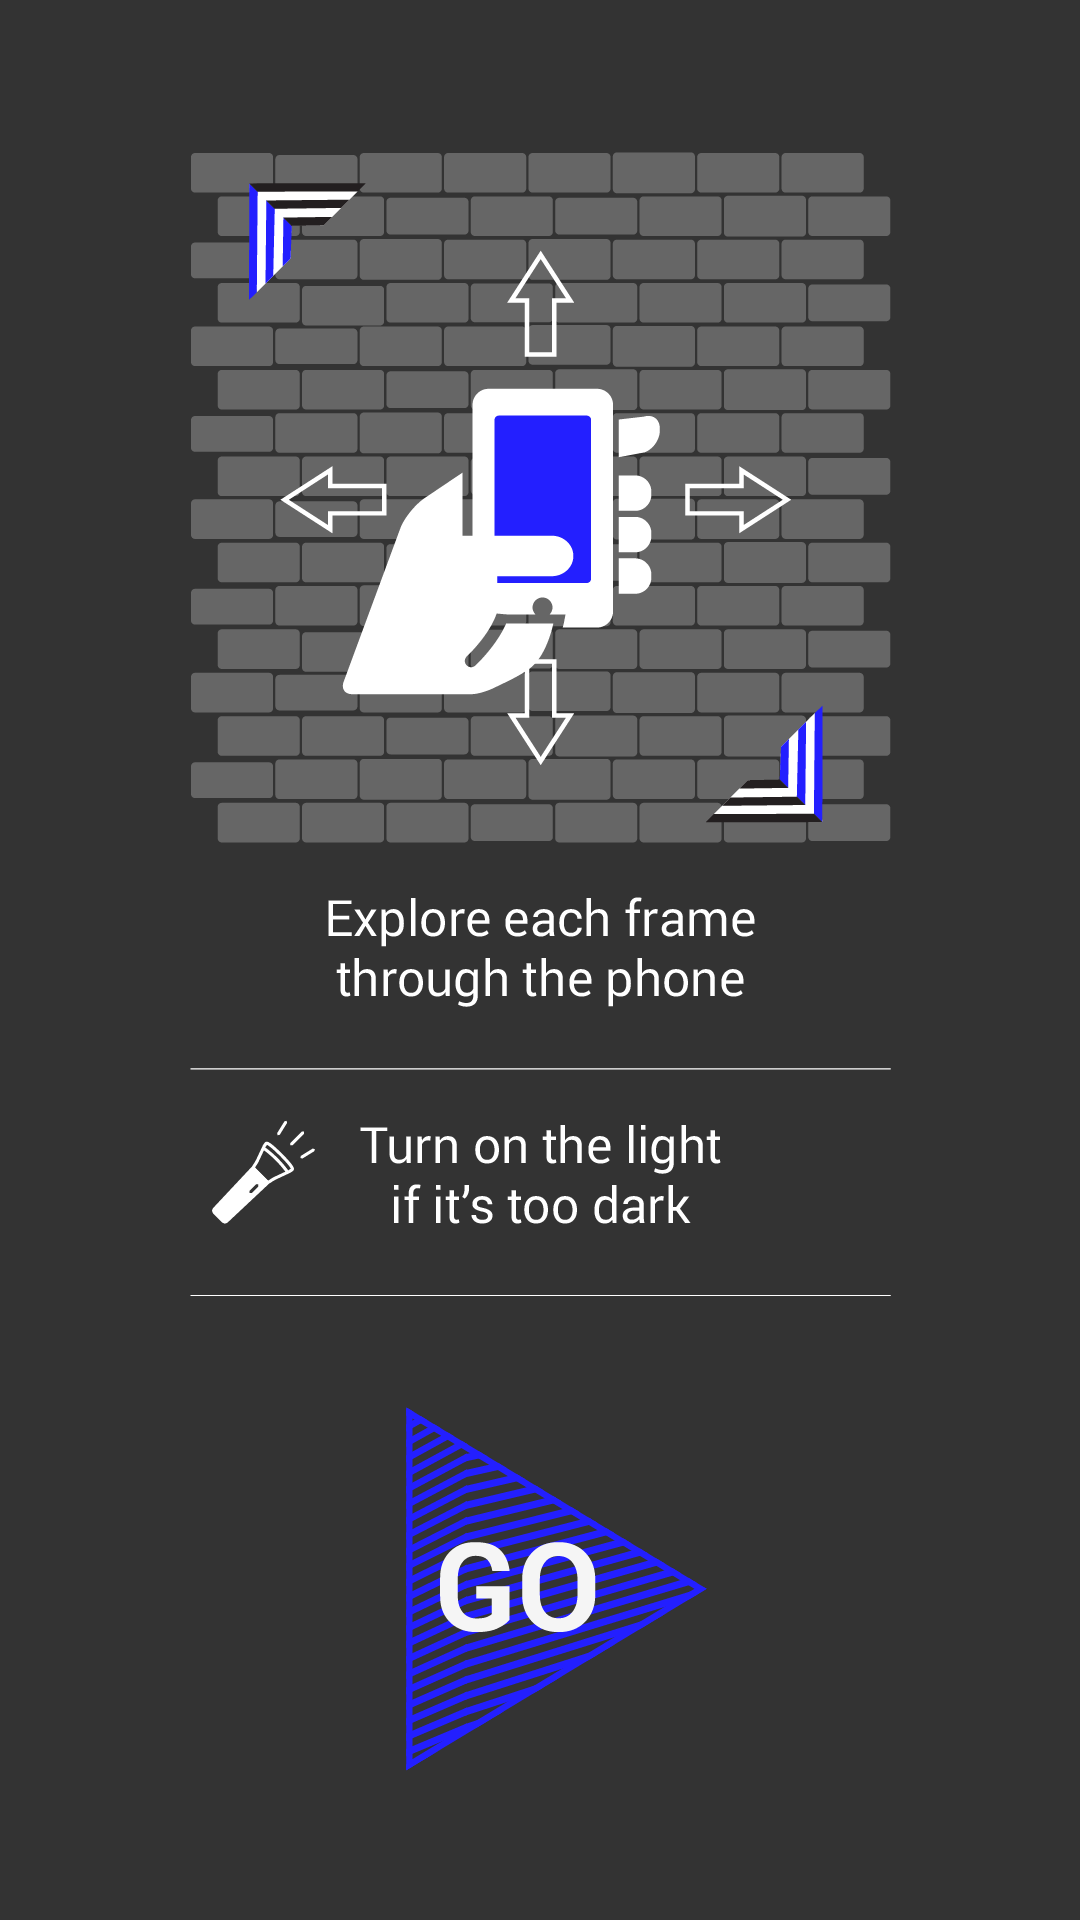 Explore each frame
through the phone
Turn on the light
if it’s too dark
GO